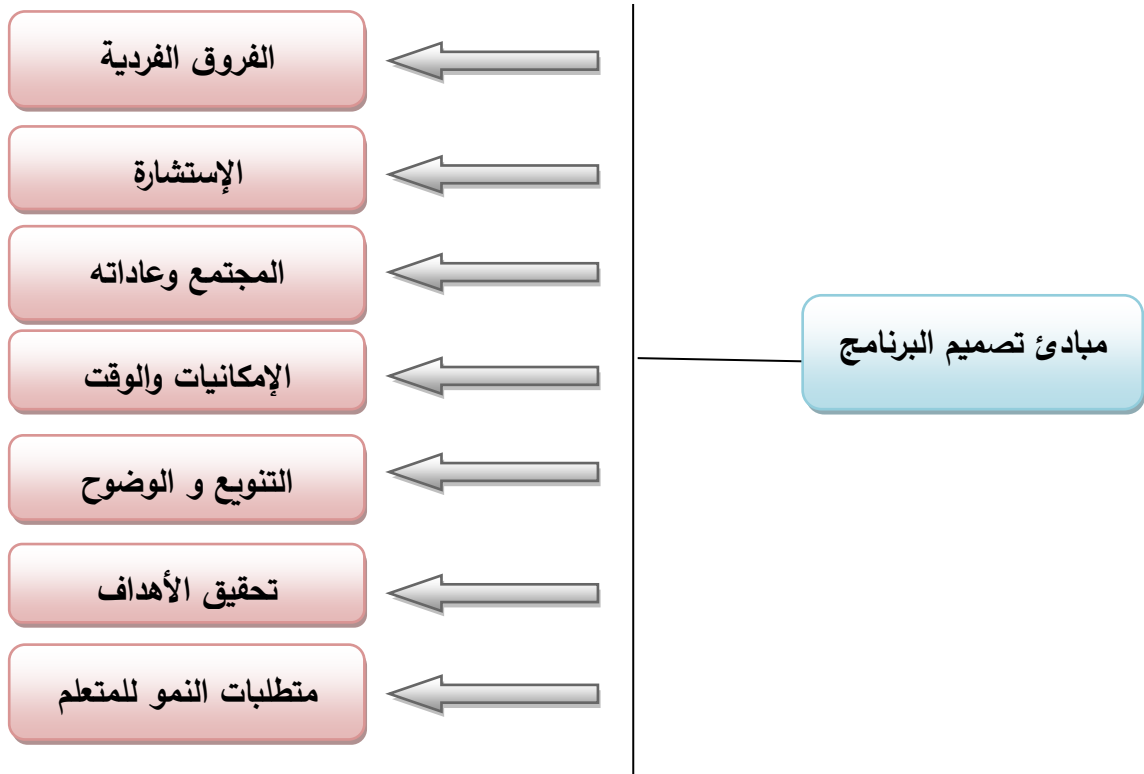 مبادئ تصميم البرنامج
الفروق الفردية
الإستشارة
المجتمع وعاداته
الإمكانيات والوقت
التنويع و الوضوح
تحقيق الأهداف
متطلبات النمو للمتعلم